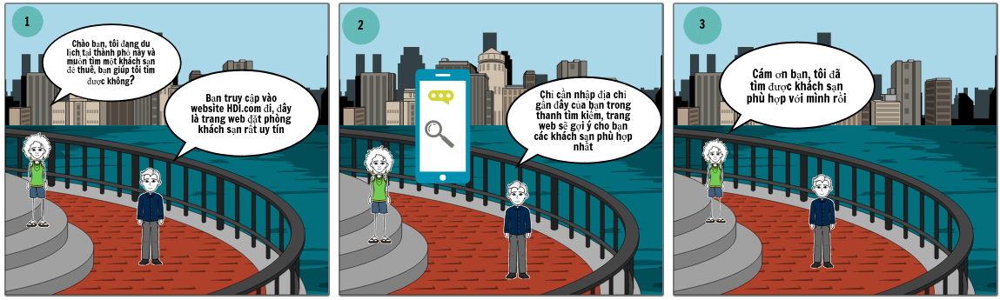 1
Chào bạn, tôi đang du
lịch tại thành phố này và
muốn tìm một khách sạn
để thuê, bạn giúp tôi tìm
được không?
Bạn truy cập vào
website HDI.com đi, đây
là trang web đặt phòng
khách sạn rất uy tín
2
Chỉ cần nhập địa chỉ
gần đây của bạn trong
thanh tìm kiếm, trang
web sẽ gợi ý cho bạn
các khách sạn phù hợp
nhất
3
Cám ơn bạn, tôi đã
tìm được khách sạn
phù hợp với mình rồi